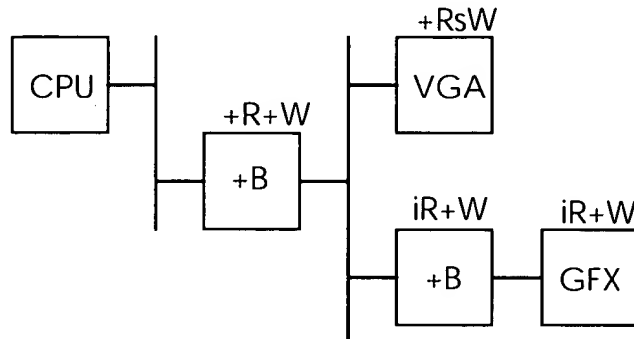 +RsW
CPU
VGA
+R+W
+B
iR+W
iR+W
+B
GFX